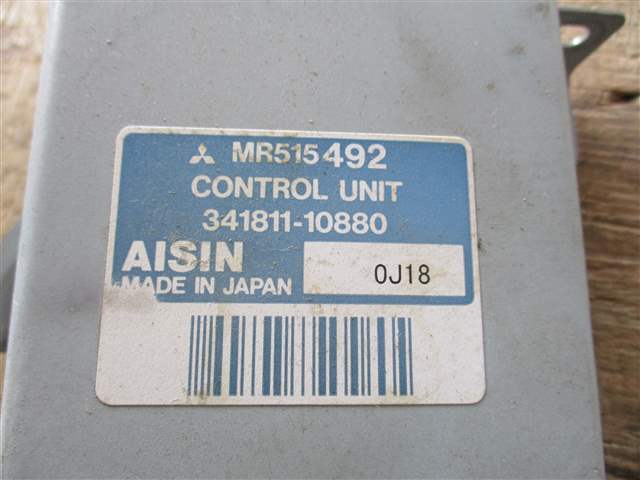 MR515492
CONTROL UNIT
341811-10880
AISIN
MADE IN JAPAN
0J18